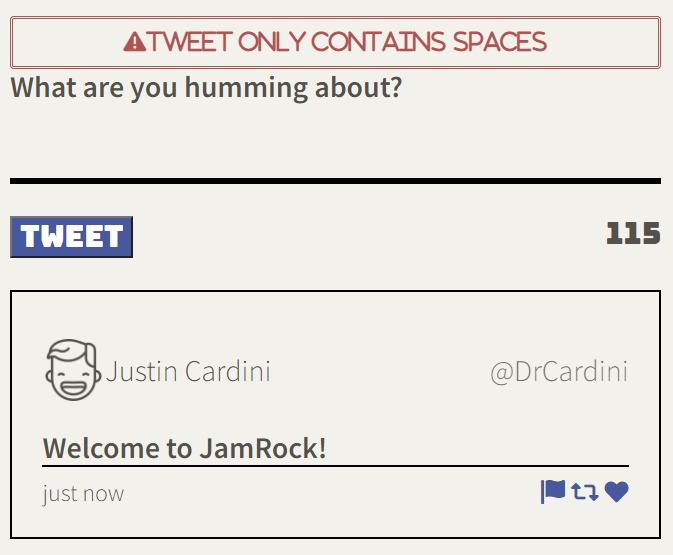 TWEET ONLY CONTAINS SPACES
What are you humming about?
TWEET 115
Justin Cardini @DrCardini
Welcome to JamRock!
just now